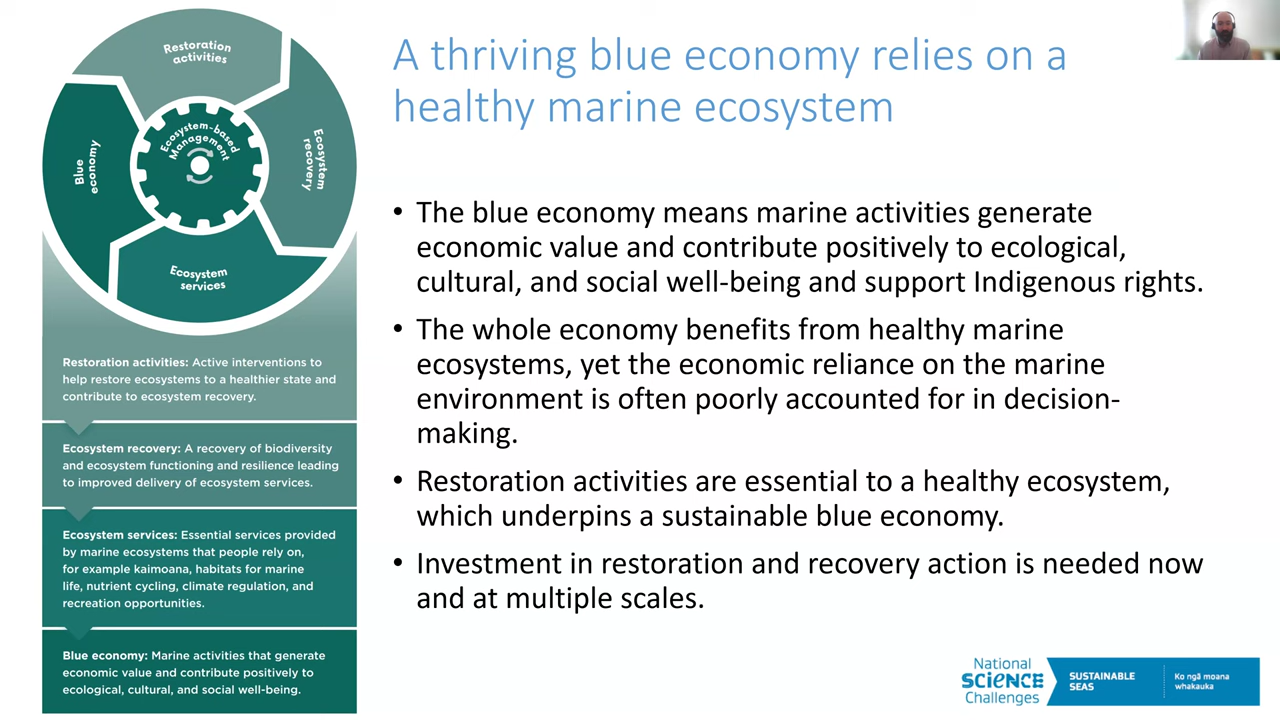 Restoration
activities
Ecosystem-based
Management
Ecosystem
recovery
Blue
economy
Ecosystem
services
Restoration activities: Active interventions to
help restore ecosystems to a healthier state and
contribute to ecosystem recovery.
Ecosystem recovery: A recovery of biodiversity
and ecosystem functioning and resilience leading
to improved delivery of ecosystem services.
Ecosystem services: Essential services provided
by marine ecosystems that people rely on,
for example kaimoana, habitats for marine
life, nutrient cycling, climate regulation, and
recreation opportunities.
Blue economy: Marine activities that generate
economic value and contribute positively to
ecological, cultural, and social well-being.
A thriving blue economy relies on a
healthy marine ecosystem
• The blue economy means marine activities generate
economic value and contribute positively to ecological,
cultural, and social well-being and support Indigenous rights.
• The whole economy benefits from healthy marine
ecosystems, yet the economic reliance on the marine
environment is often poorly accounted for in decision-
making.
• Restoration activities are essential to a healthy ecosystem,
which underpins a sustainable blue economy.
• Investment in restoration and recovery action is needed now
and at multiple scales.
National
SCIENCE
Challenges
SUSTAINABLE
SEAS
Ko ngā moana
whakauka